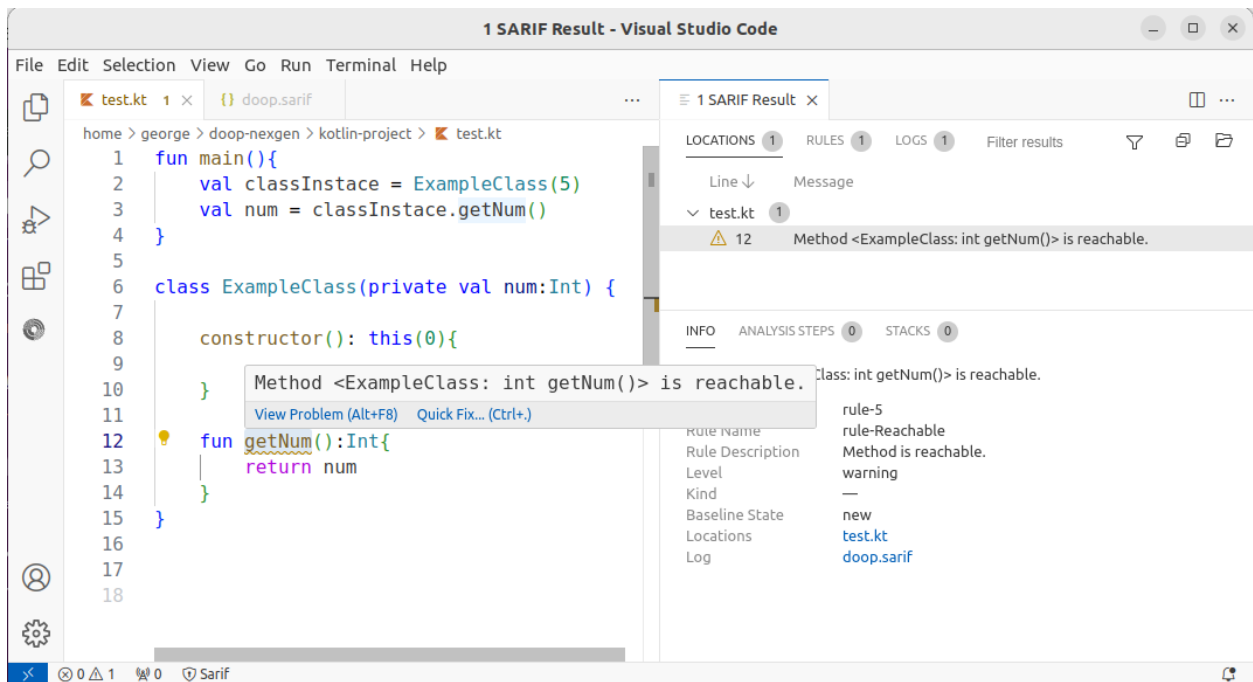 1 SARIF Result - Visual Studio Code
File Edit Selection View Go Run Terminal Help
test.kt 1
{} doop.sarif
...
home > george > doop-nexgen > kotlin-project > test.kt
1 fun main(){
2 val classInstace = ExampleClass(5)
3 val num = classInstace.getNum()
4 }
5
6 class ExampleClass(private val num:Int) {
7
8 constructor(): this(0){
9
10 }
Method <ExampleClass: int getNum()> is reachable.
View Problem (Alt+F8) Quick Fix... (Ctrl+.)
11
12 fun getNum():Int{
13 return num
14 }
15 }
16
17
18
1 SARIF Result
...
LOCATIONS 1 RULES 1 LOGS 1 Filter results
Line Message
test.kt 1
12 Method <ExampleClass: int getNum()> is reachable.
INFO ANALYSIS STEPS 0 STACKS 0
Class: int getNum()> is reachable.
rule-5
Rule Name rule-Reachable
Rule Description Method is reachable.
Level warning
Kind —
Baseline State new
Locations test.kt
Log doop.sarif
0 1 0 Sarif